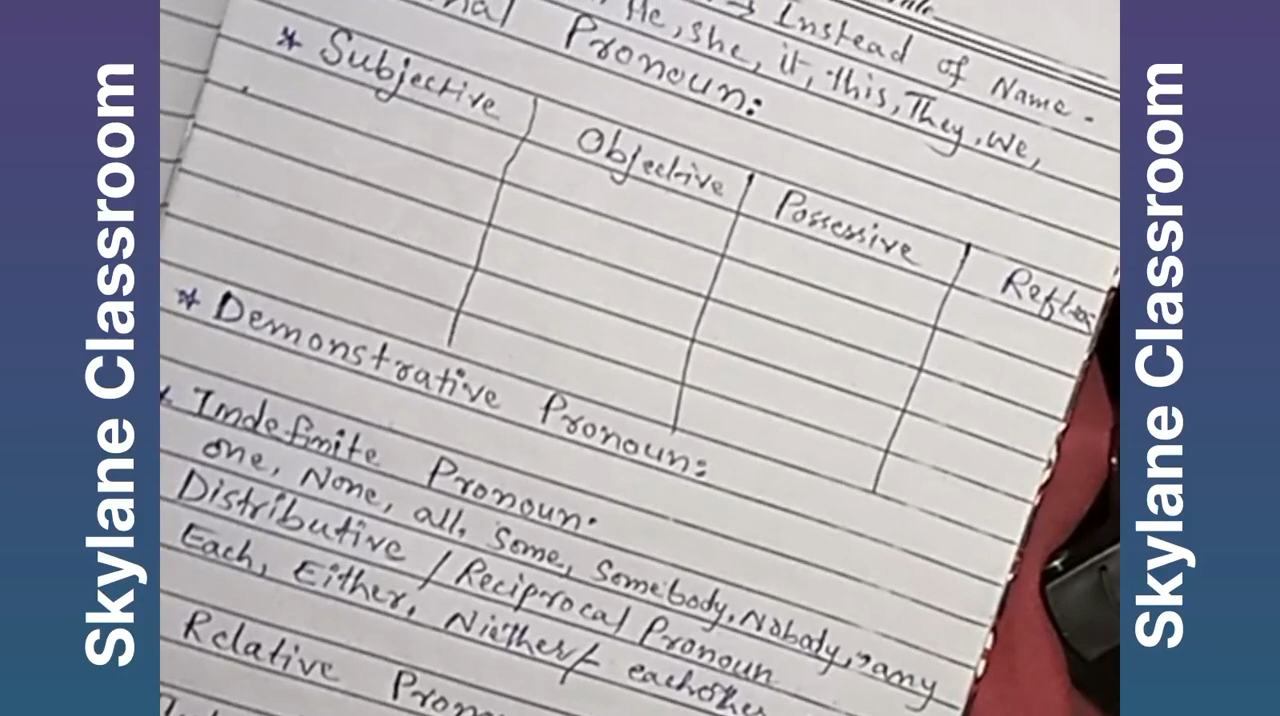 Skylane Classroom
→ Instead of Name.
He, she, it, this, They, we,
Pronoun:
* Subjective
Objective
Possessive
* Demonstrative Pronoun:
Indefinite Pronoun.
one, None, all, Some, Somebody, Nobody, any
Distributive / Reciprocal Pronoun
Each, Either, Niether/ eachother
Relative
Skylane Classroom